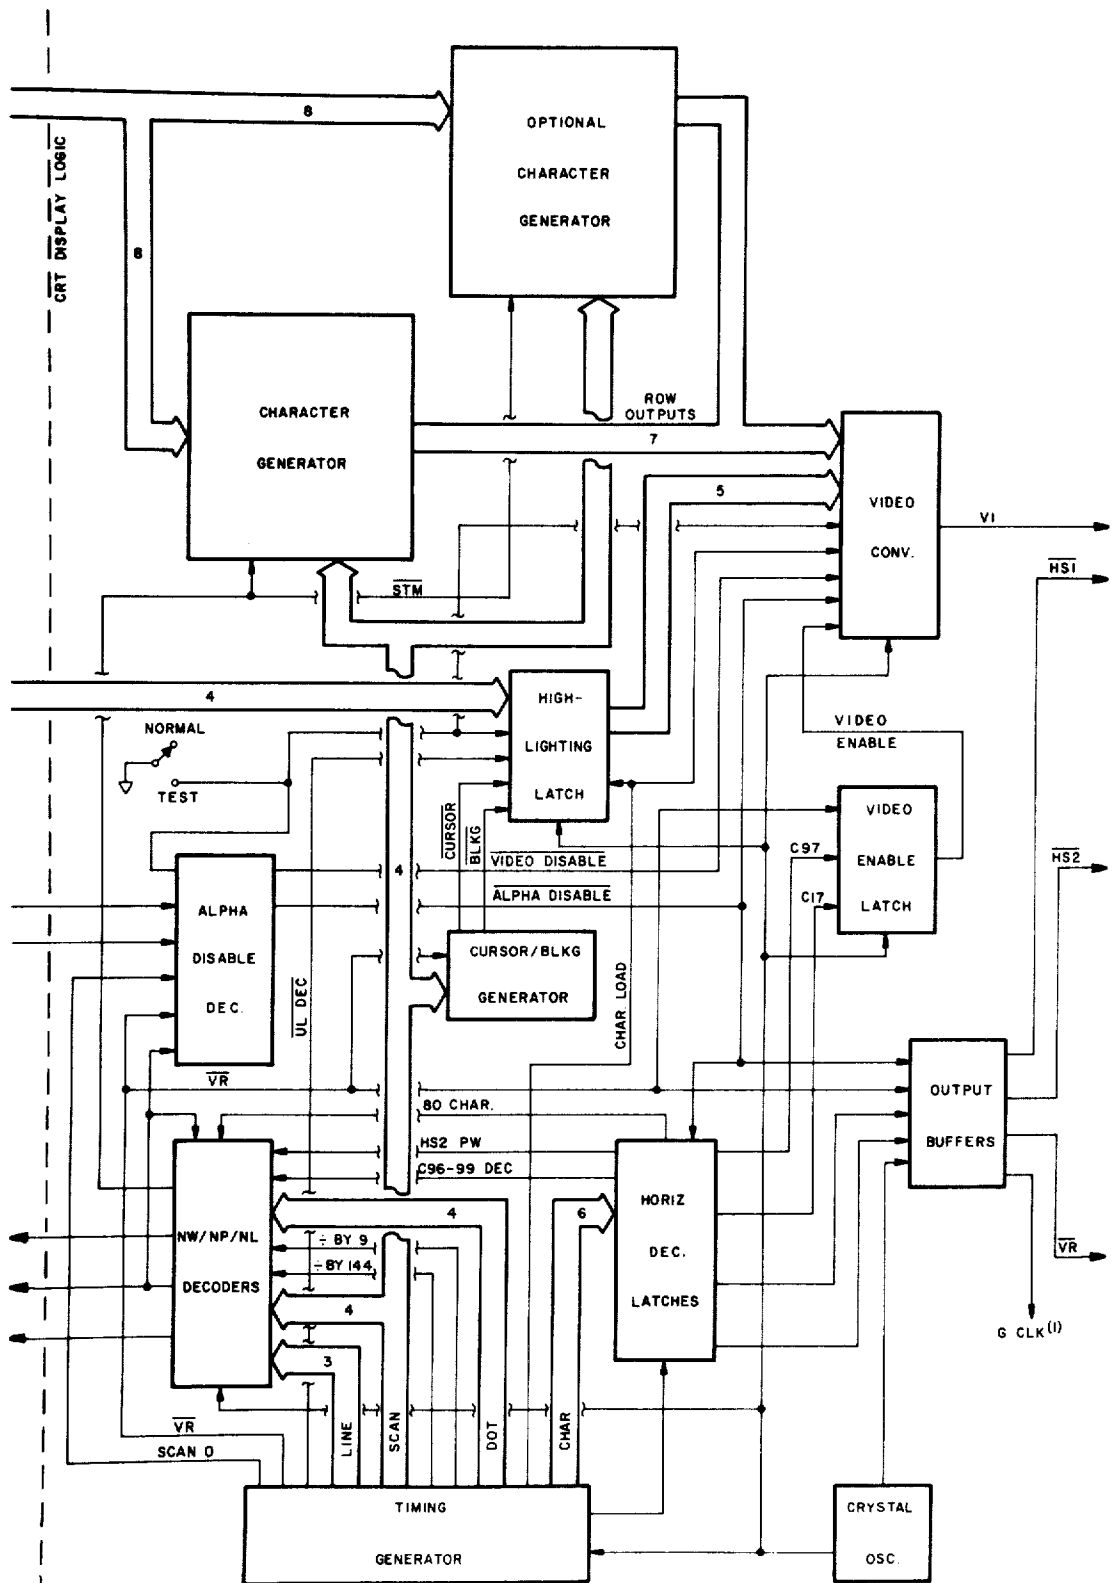 8
OPTIONAL
CHARACTER
GENERATOR
CRT DISPLAY LOGIC
8
CHARACTER
GENERATOR
ROW
OUTPUTS
7
5
VIDEO
CONV.
V1
HS1
STM
4
NORMAL
TEST
HIGH-
LIGHTING
LATCH
VIDEO
ENABLE
VIDEO
ENABLE
LATCH
C97
C17
HS2
CURSOR
BLKG
VIDEO DISABLE
ALPHA DISABLE
4
ALPHA
DISABLE
DEC.
UL DEC
CURSOR/BLKG
GENERATOR
CHAR LOAD
VR
80 CHAR.
HS2 PW
C96-99 DEC
OUTPUT
BUFFERS
NW/NP/NL
DECODERS
4
÷ BY 9
÷ BY 144
4
3
6
HORIZ
DEC.
LATCHES
VR
G CLK(1)
VR
SCAN 0
LINE
SCAN
DOT
CHAR
TIMING
GENERATOR
CRYSTAL
OSC.